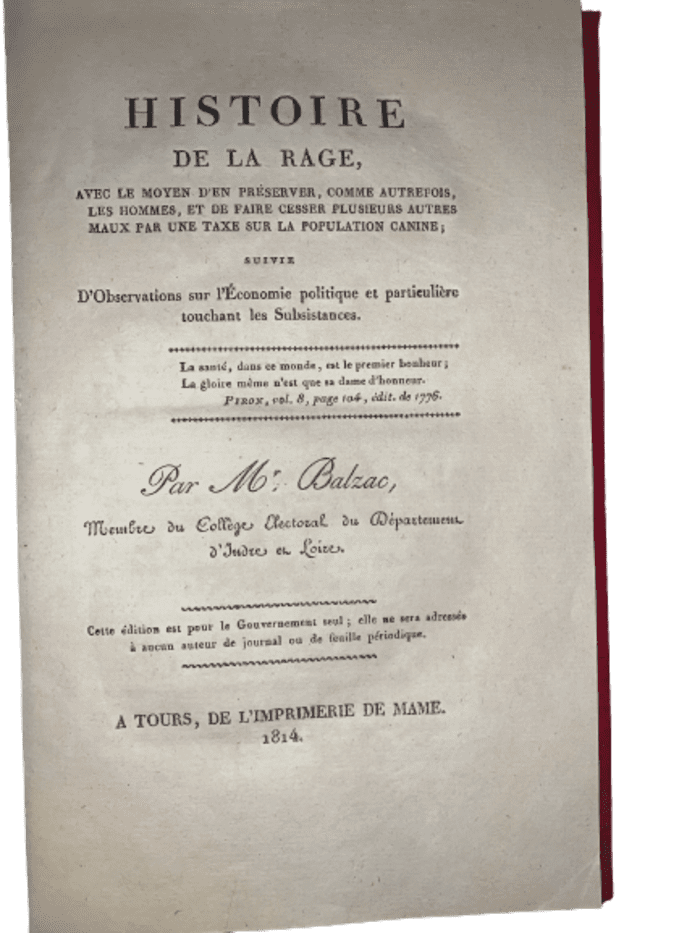 HISTOIRE
DE LA RAGE,
AVEC LE MOYEN D'EN PRÉSERVER, COMME AUTREFOIS,
LES HOMMES, ET DE FAIRE CESSER PLUSIEURS AUTRES
MAUX PAR UNE TAXE SUR LA POPULATION CANINE;
SUIVIE
D'Observations sur l'Économie politique et particulière
touchant les Subsistances.
La santé, dans ce monde, est le premier bonheur;
La gloire même n'est que sa dame d'honneur.
PIRON, vol. 8, page 104, édit. de 1776.
Par Mr. Balzac,
Membre du Collège Electoral du Département
d'Indre et Loire.
Cette édition est pour le Gouvernement seul; elle ne sera adressée
à aucun auteur de journal ou de feuille périodique.
A TOURS, DE L'IMPRIMERIE DE MAME.
1814.